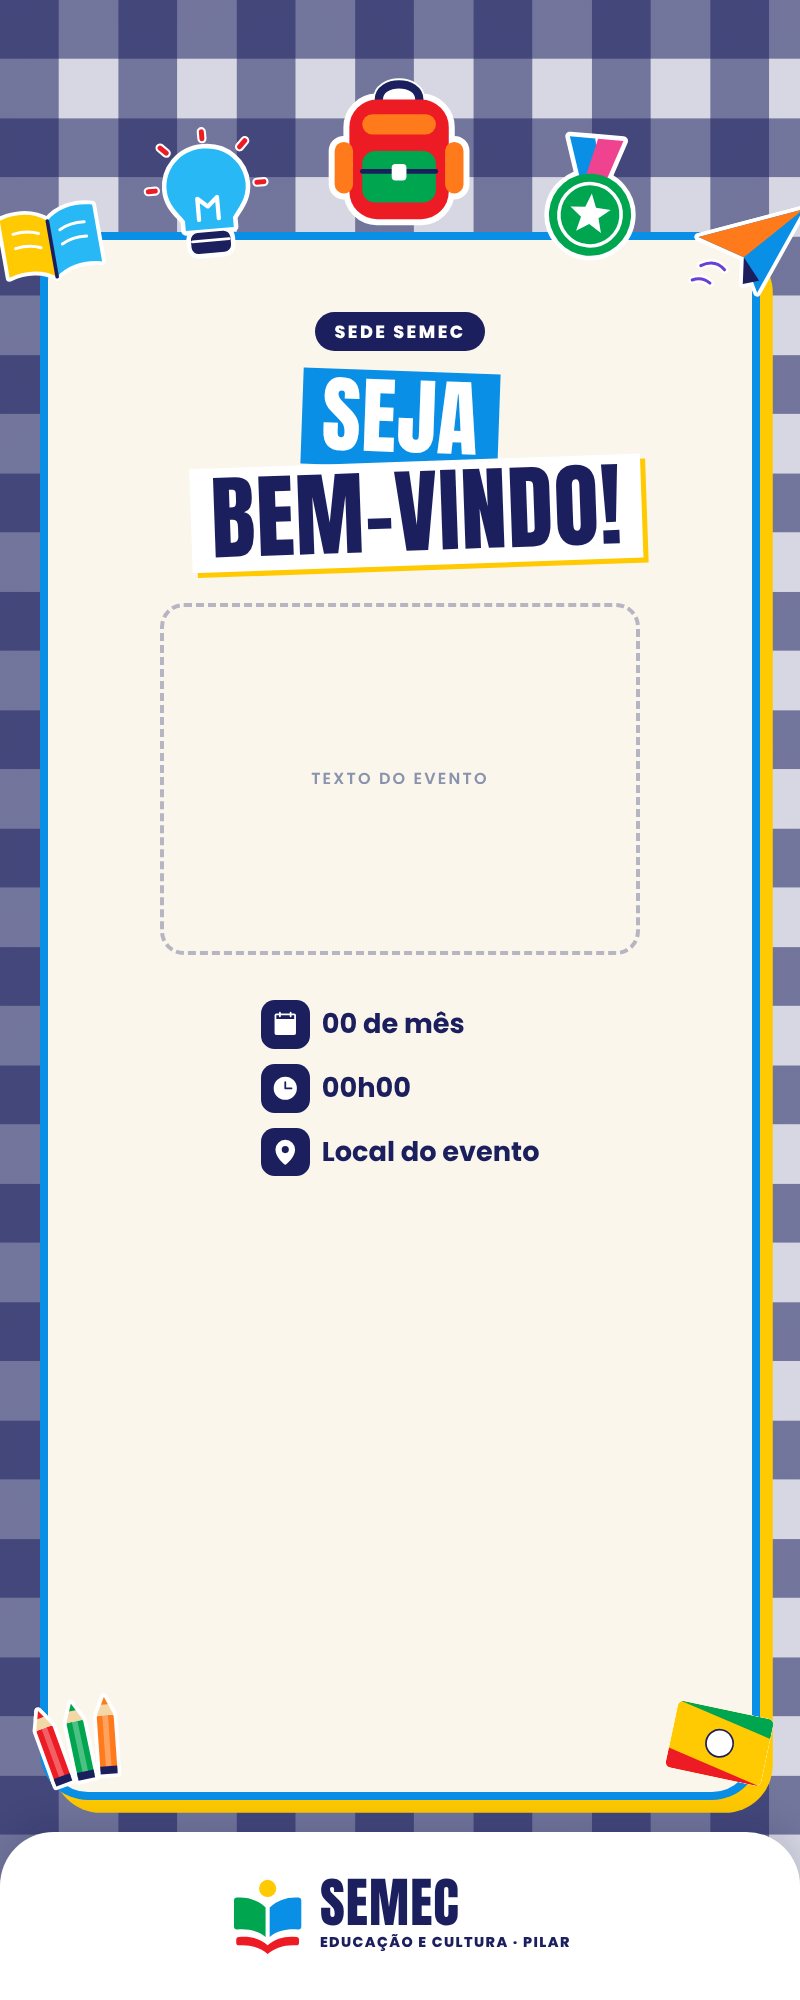 SEDE SEMEC
SEJA
BEM-VINDO!
TEXTO DO EVENTO
00 de mês
00h00
Local do evento
SEMEC
EDUCAÇÃO E CULTURA · PILAR